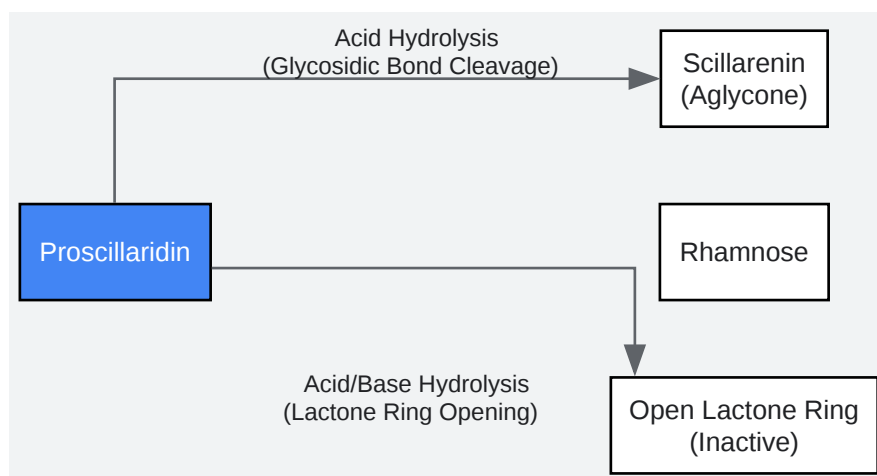 Acid Hydrolysis
(Glycosidic Bond Cleavage)
Scillarenin
(Aglycone)
Proscillaridin
Rhamnose
Acid/Base Hydrolysis
(Lactone Ring Opening)
Open Lactone Ring
(Inactive)